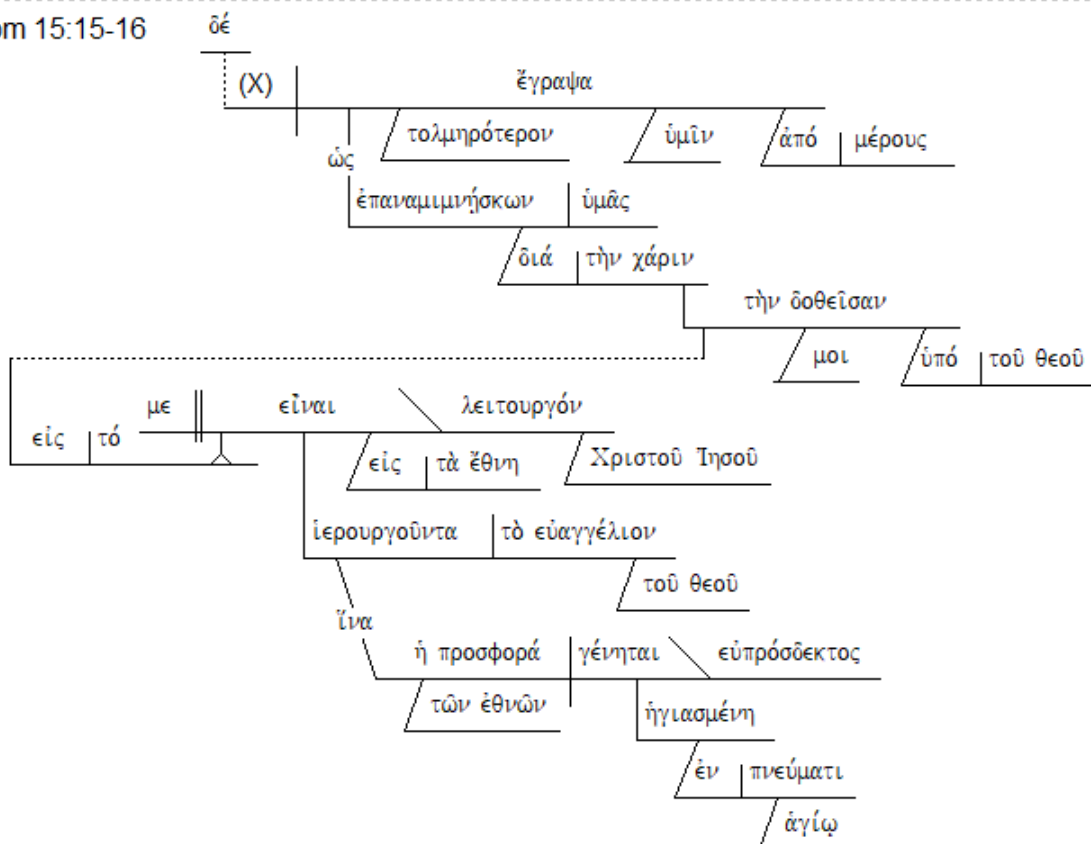 om 15:15-16 δέ
(X) ἔγραψα
τολμηρότερον ὑμῖν ἀπό μέρους
ὡς
ἐπαναμιμνῄσκων ὑμᾶς
διά τὴν χάριν
τὴν δοθεῖσαν
μοι ὑπό τοῦ θεοῦ
με εἶναι λειτουργόν
εἰς τό
εἰς τὰ ἔθνη Χριστοῦ Ἰησοῦ
ἱερουργοῦντα τὸ εὐαγγέλιον
τοῦ θεοῦ
ἵνα
ἡ προσφορά γένηται εὐπρόσδεκτος
τῶν ἐθνῶν ἡγιασμένη
ἐν πνεύματι
ἁγίῳ